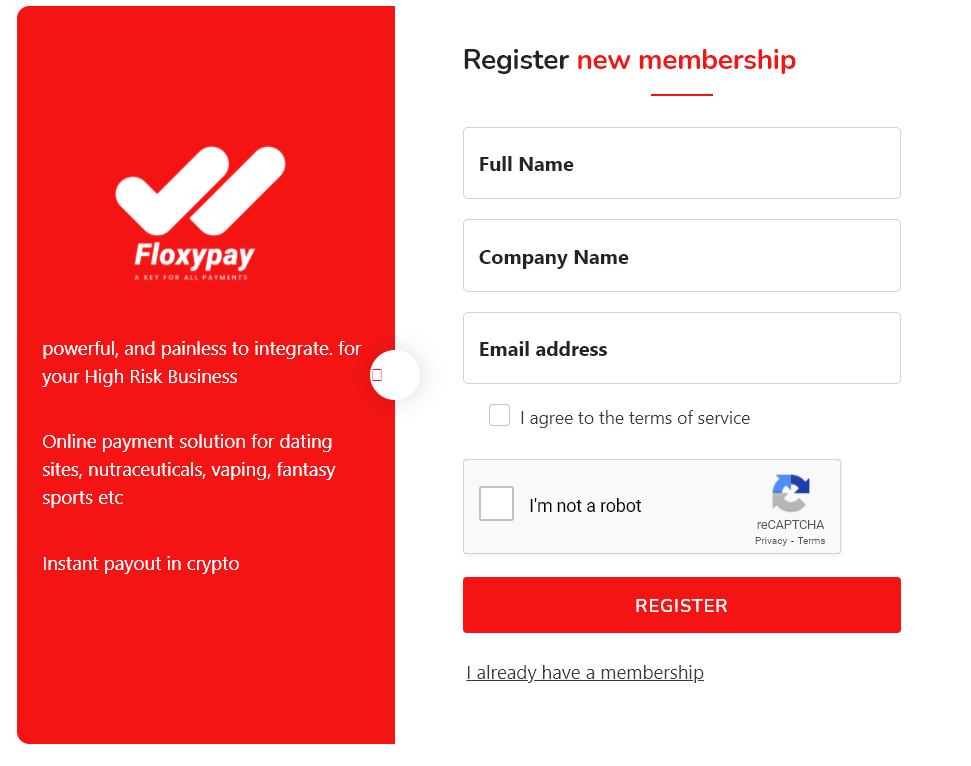 Floxypay
A KEY FOR ALL PAYMENTS
powerful, and painless to integrate. for
your High Risk Business
Online payment solution for dating
sites, nutraceuticals, vaping, fantasy
sports etc
Instant payout in crypto
Register new membership
Full Name
Company Name
Email address
I agree to the terms of service
I'm not a robot
reCAPTCHA
Privacy - Terms
REGISTER
I already have a membership